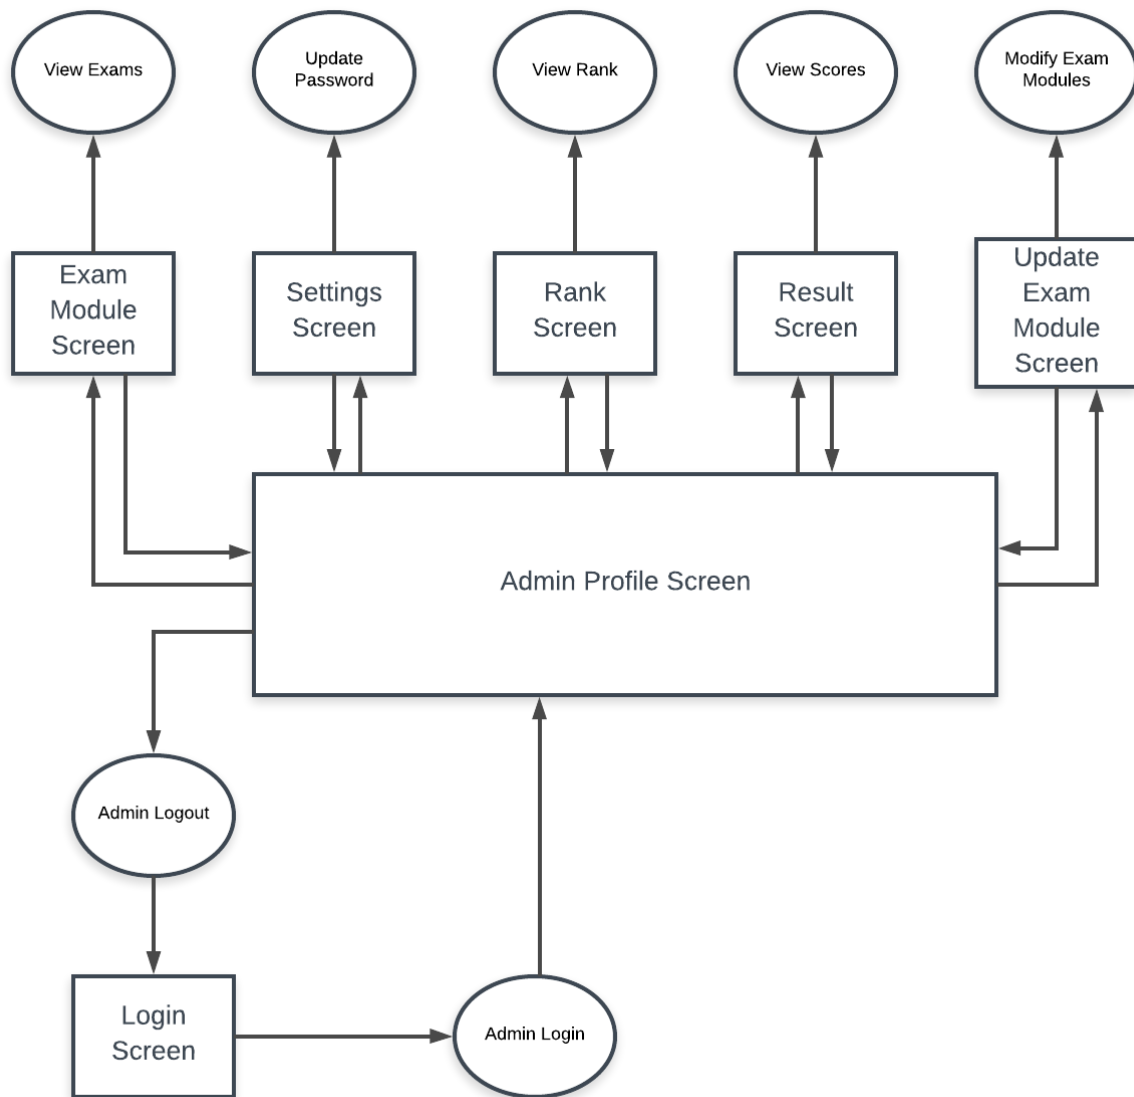 View Exams
Update
Password
View Rank
View Scores
Modify Exam
Modules
Exam
Module
Screen
Settings
Screen
Rank
Screen
Result
Screen
Update
Exam
Module
Screen
Admin Profile Screen
Admin Logout
Login
Screen
Admin Login